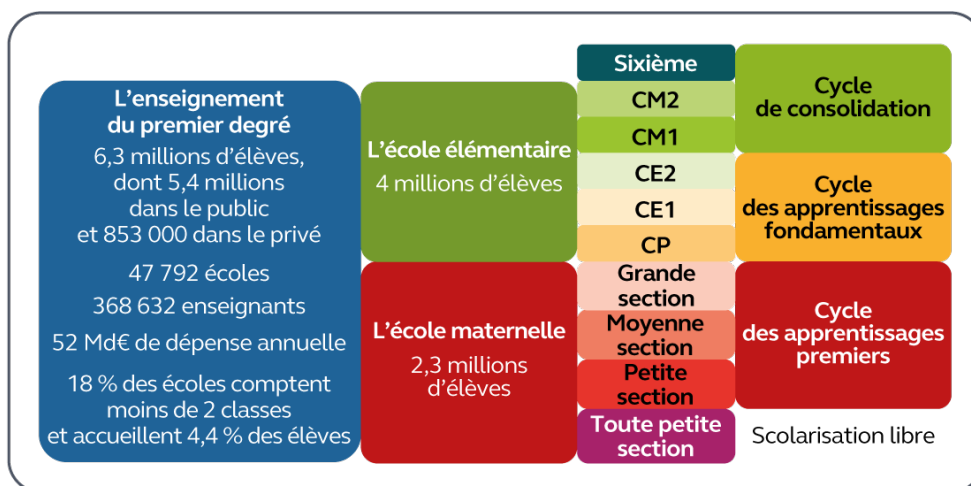 L’enseignement
du premier degré
6,3 millions d’élèves,
dont 5,4 millions
dans le public
et 853 000 dans le privé
47 792 écoles
368 632 enseignants
52 Md€ de dépense annuelle
18 % des écoles comptent
moins de 2 classes
et accueillent 4,4 % des élèves
L’école élémentaire
4 millions d’élèves
L’école maternelle
2,3 millions
d’élèves
Sixième
CM2
CM1
CE2
CE1
CP
Grande
section
Moyenne
section
Petite
section
Toute petite
section
Cycle
de consolidation
Cycle
des apprentissages
fondamentaux
Cycle
des apprentissages
premiers
Scolarisation libre